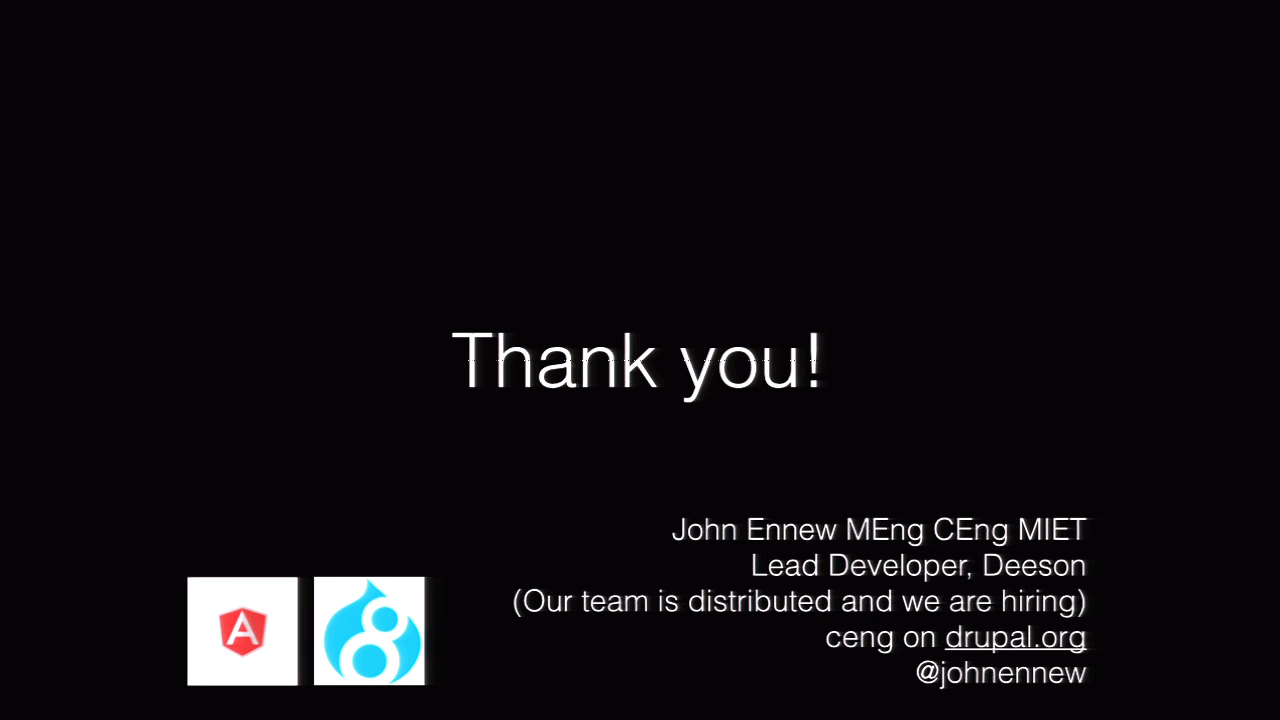 Thank you!
John Ennew MEng CEng MIET
Lead Developer, Deeson
(Our team is distributed and we are hiring)
ceng on drupal.org
@johnennew
A
8